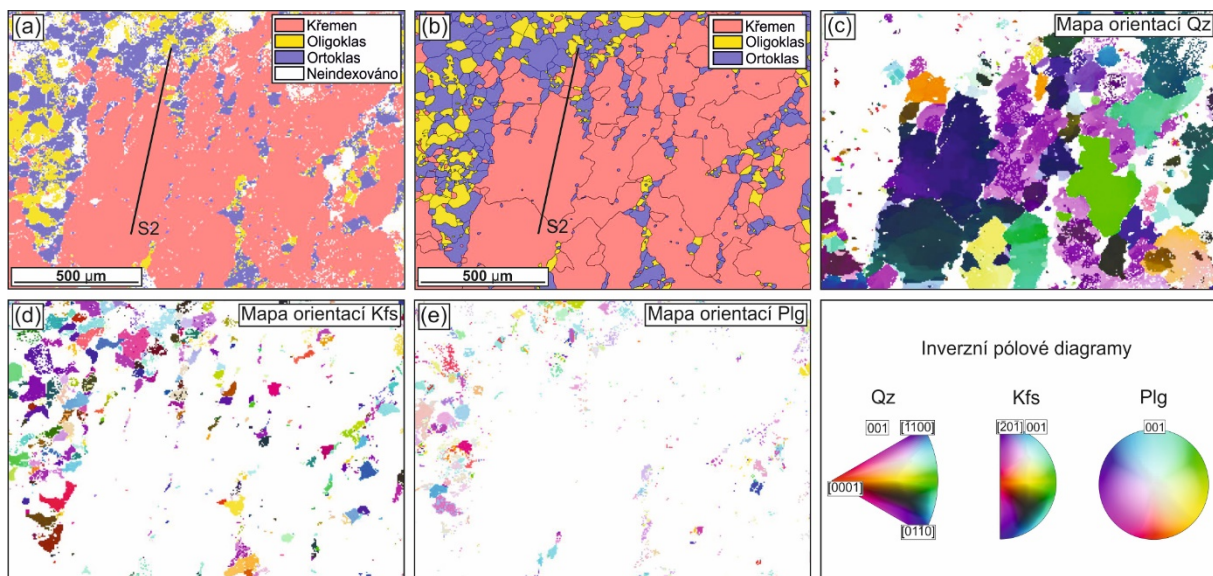 (a)
Křemen
Oligoklas
Ortoklas
Neindexováno
S2
500 µm
(b)
Křemen
Oligoklas
Ortoklas
S2
500 µm
(c)
Mapa orientací Qz
(d)
Mapa orientací Kfs
(e)
Mapa orientací Plg
Inverzní pólové diagramy
Qz
Kfs
Plg
001
[1100]
[0001]
[0110]
[201]
001
001